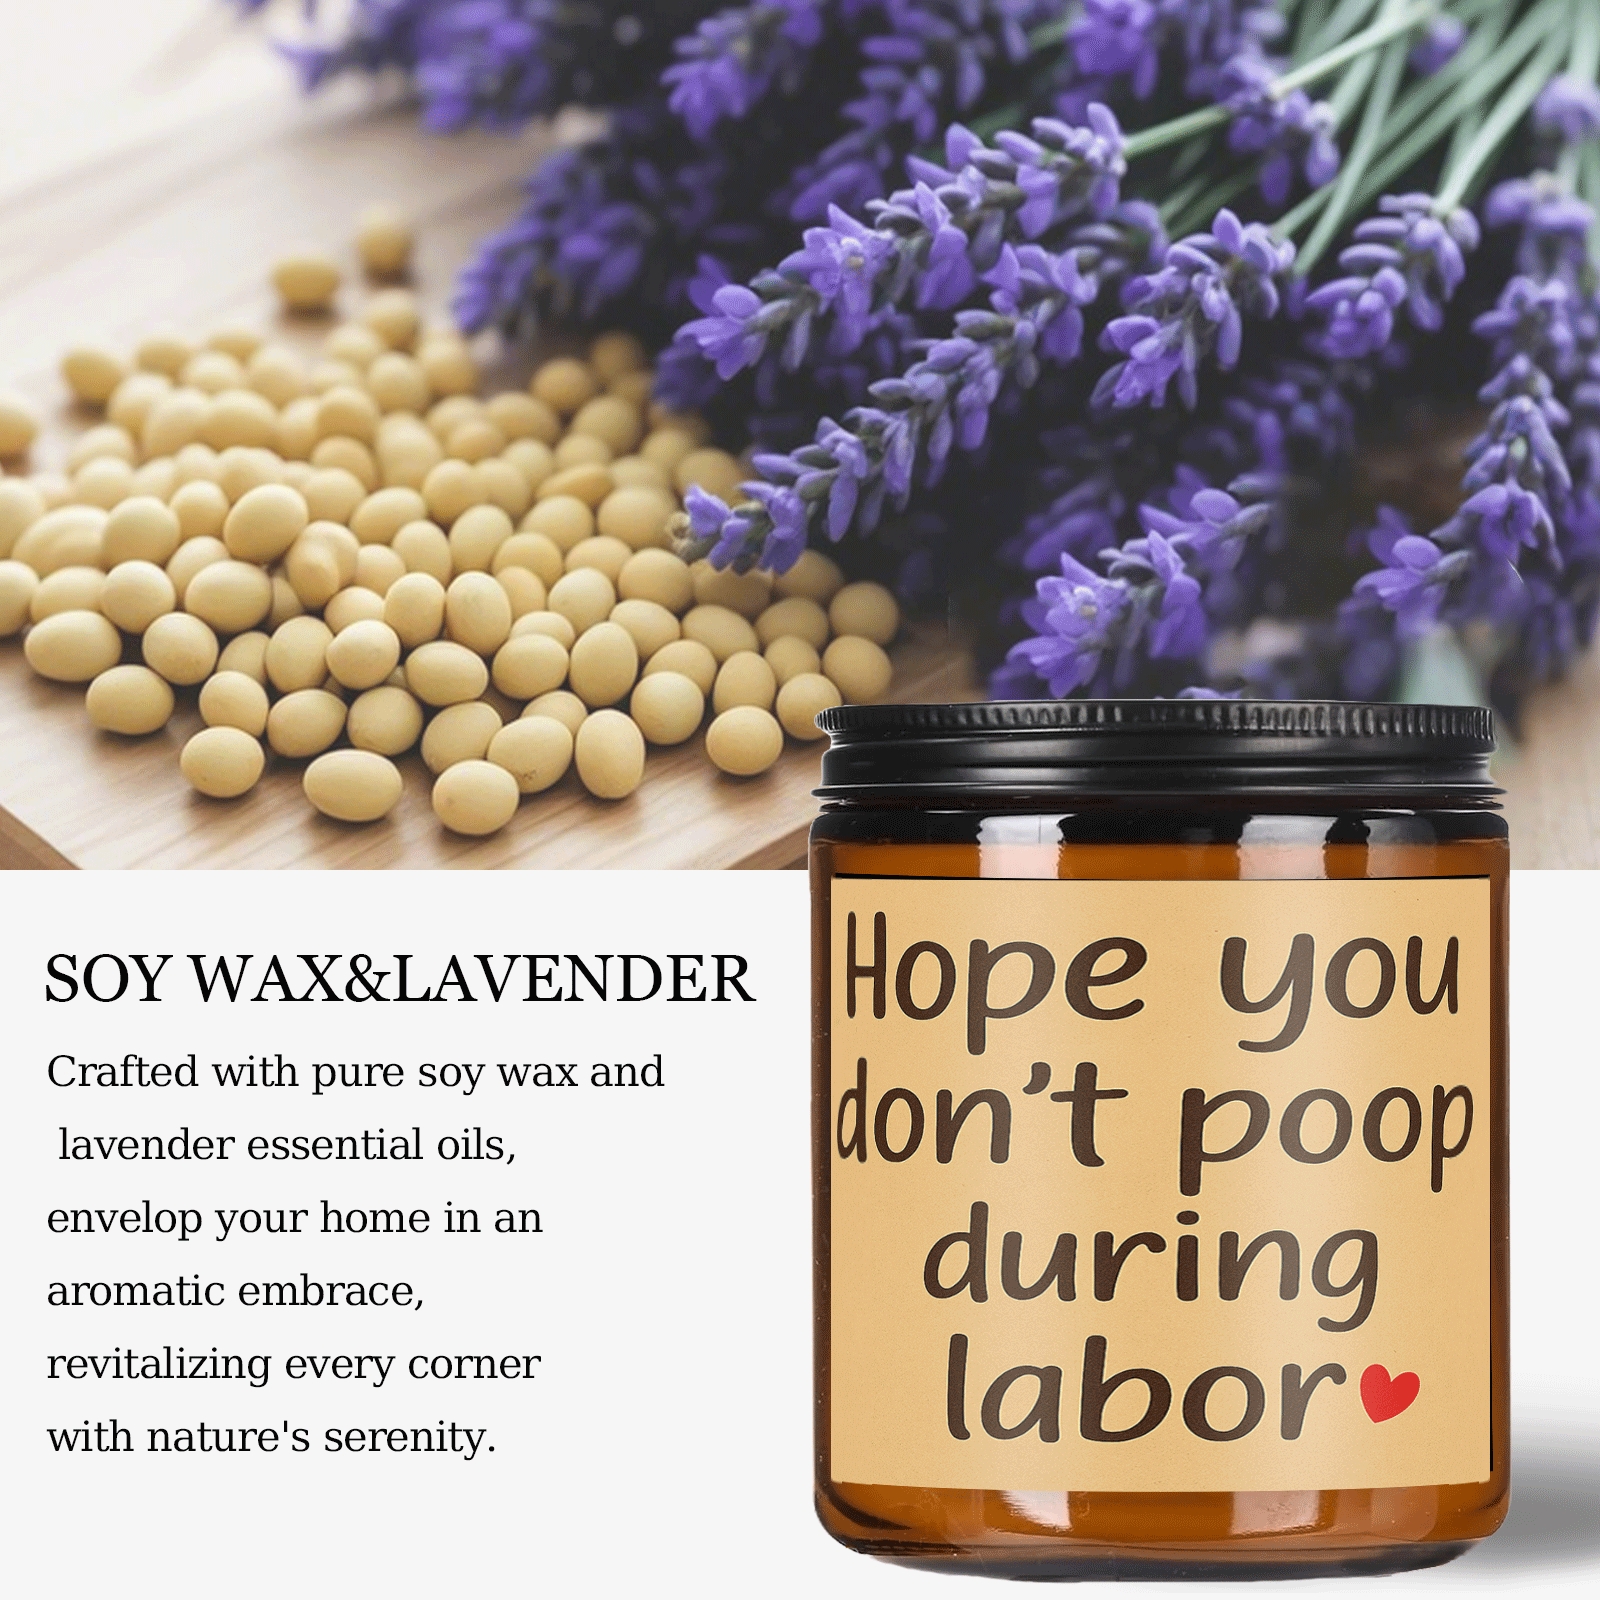 SOY WAX&LAVENDER
Crafted with pure soy wax and
lavender essential oils,
envelop your home in an
aromatic embrace,
revitalizing every corner
with nature's serenity.
Hope you
don't poop
during
labor